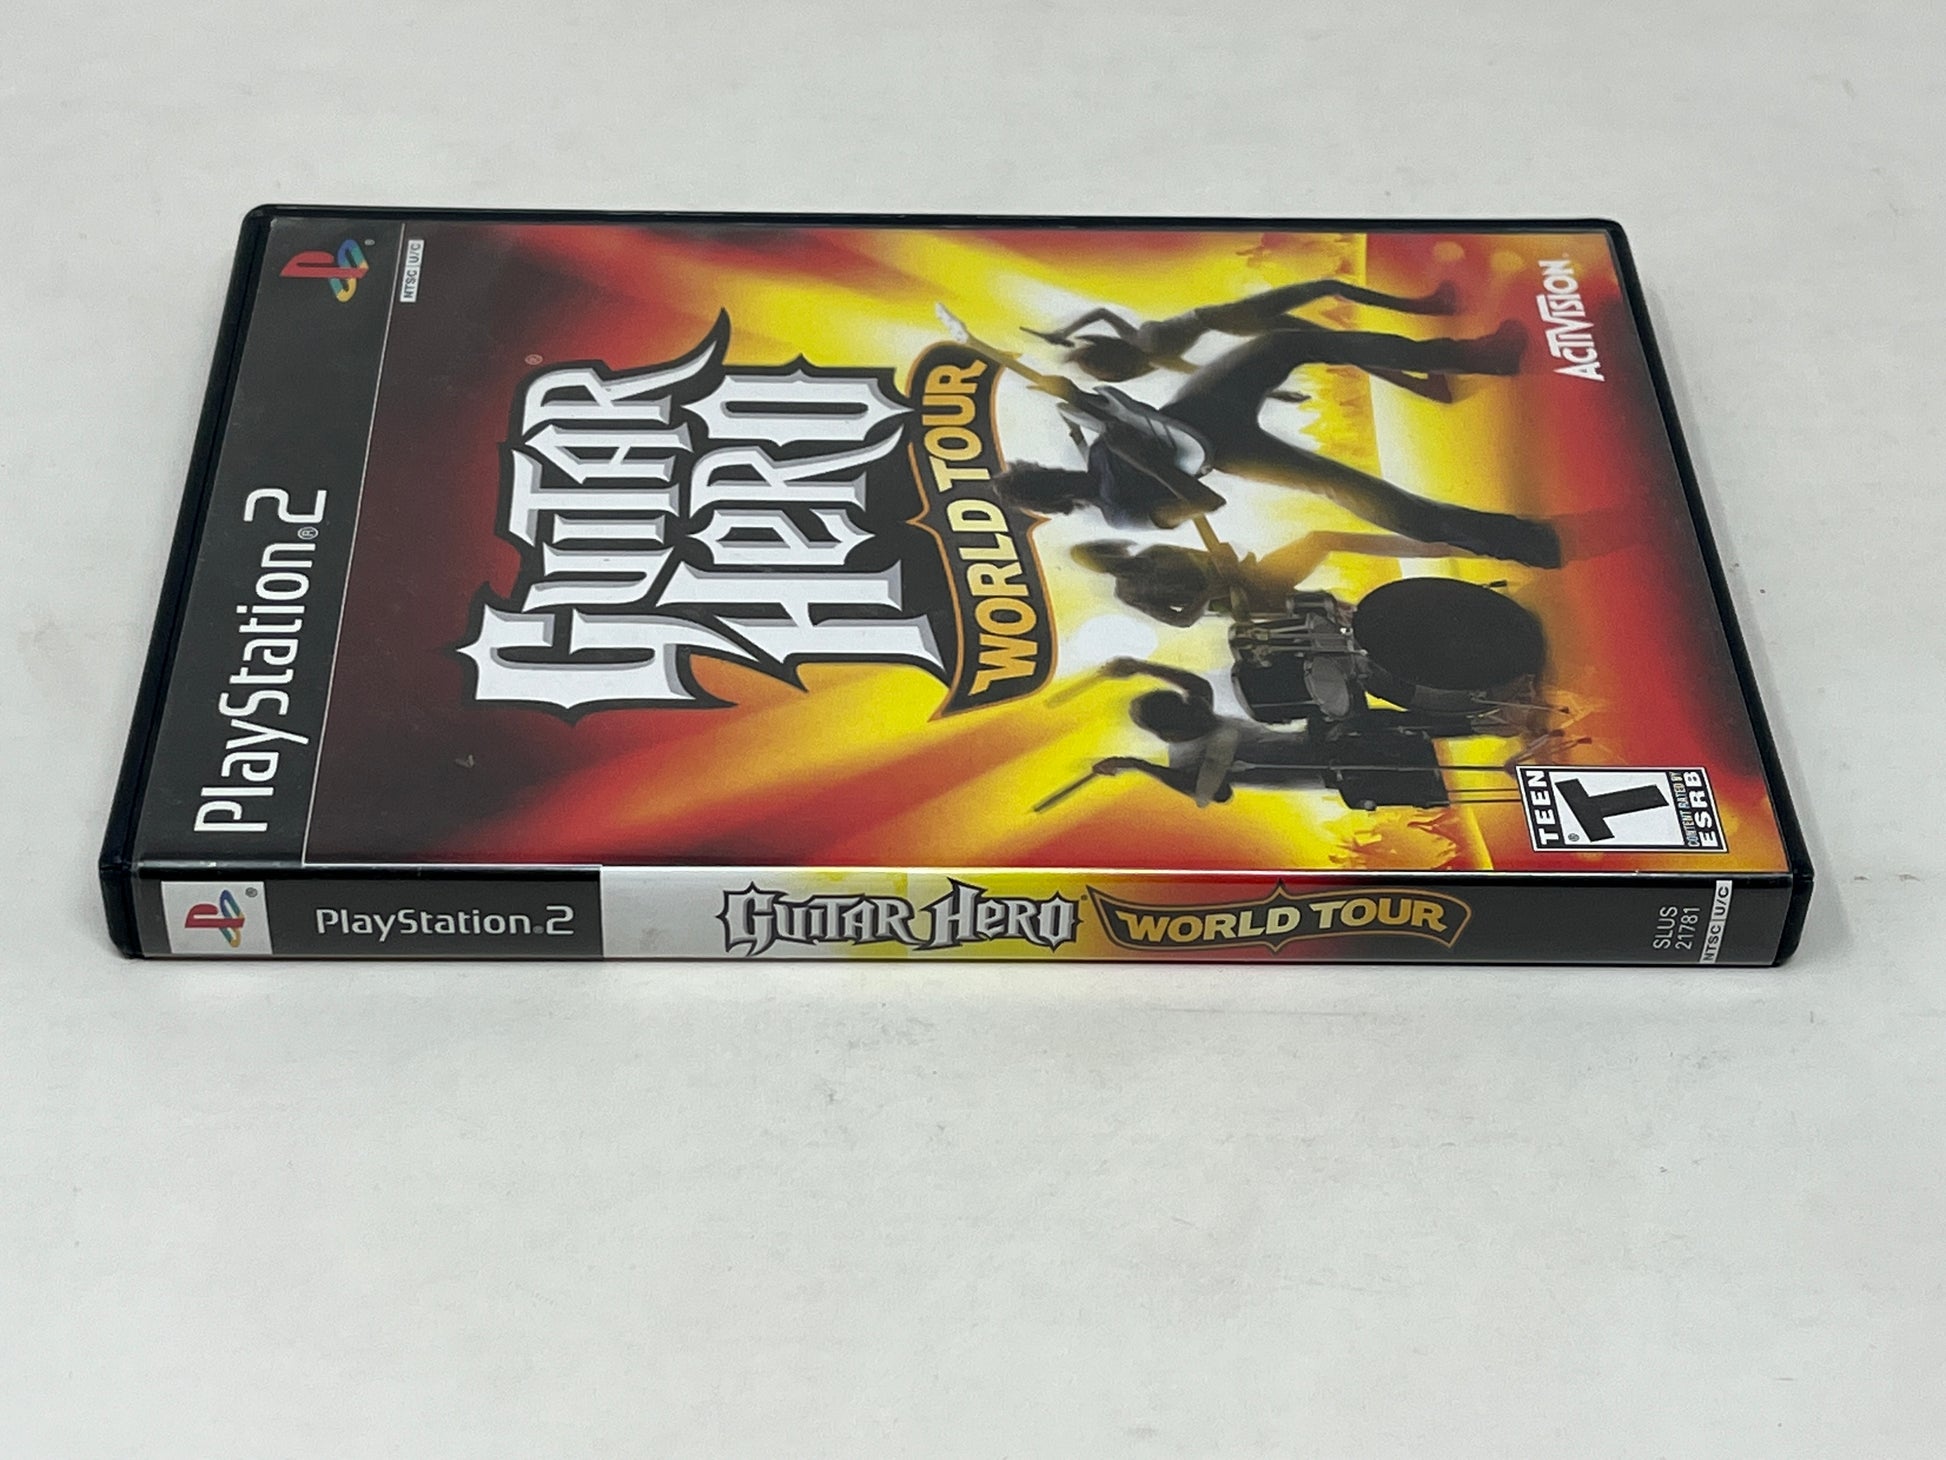 PlayStation®2
®
NTSC U/C
GUITAR
HERO
®
WORLD TOUR
ACTIVISION®
TEEN
T
®
CONTENT RATED BY
ESRB
®
PlayStation®2
GUITAR HERO® WORLD TOUR
SLUS
21781
NTSC U/C